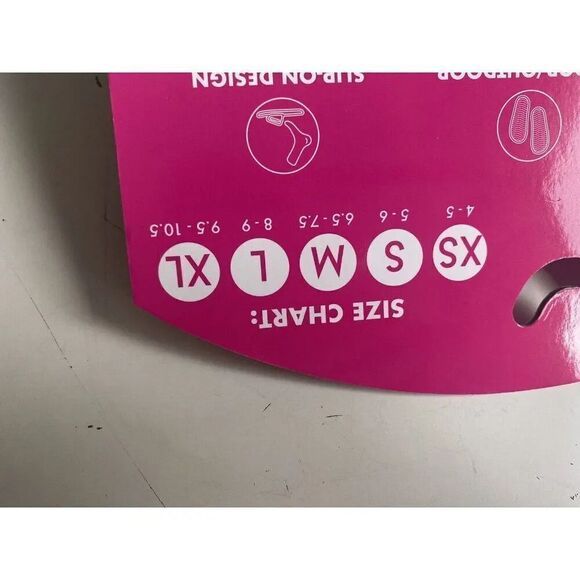 SIZE CHART:
XS S M L XL
4 - 5 5 - 6 6.5 - 7.5 8 - 9 9.5 - 10.5
/OUTDOOR SLIP-ON DESIGN